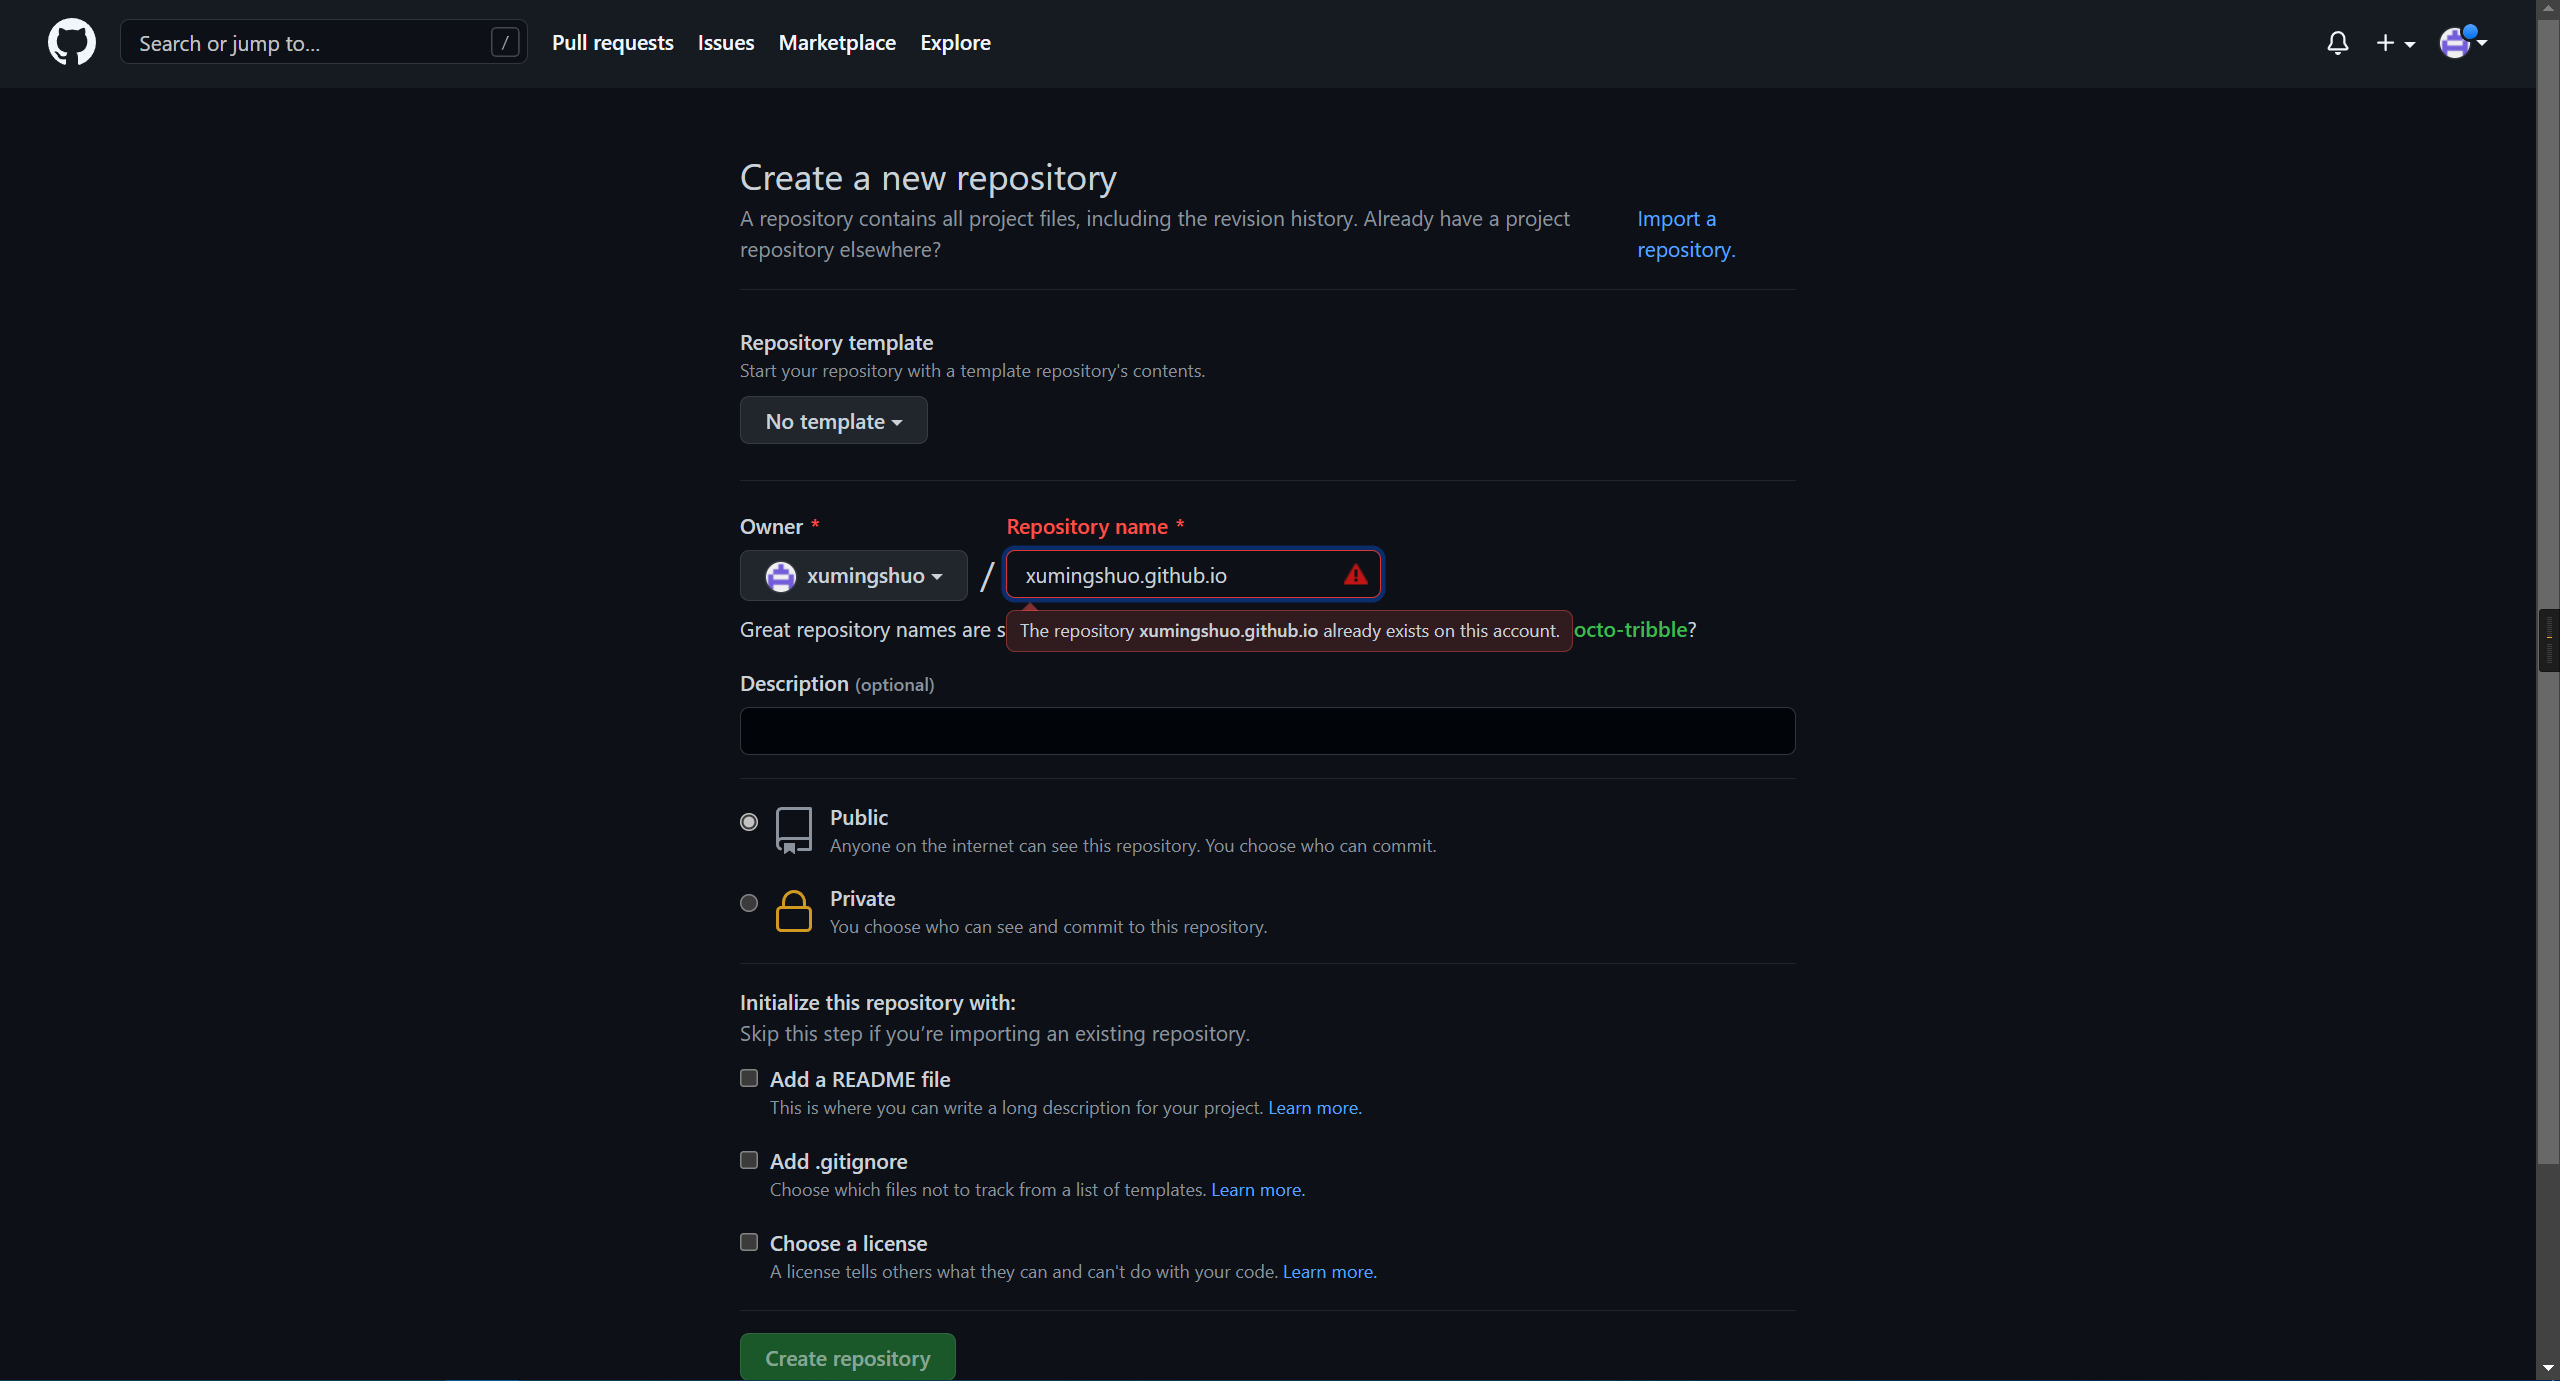 Search or jump to...
/
Pull requests
Issues
Marketplace
Explore
Create a new repository
A repository contains all project files, including the revision history. Already have a project
repository elsewhere?
Import a
repository.
Repository template
Start your repository with a template repository's contents.
No template
Owner *
Repository name *
xumingshuo
/
xumingshuo.github.io
Great repository names are s
The repository xumingshuo.github.io already exists on this account.
octo-tribble?
Description (optional)
Public
Anyone on the internet can see this repository. You choose who can commit.
Private
You choose who can see and commit to this repository.
Initialize this repository with:
Skip this step if you’re importing an existing repository.
Add a README file
This is where you can write a long description for your project. Learn more.
Add .gitignore
Choose which files not to track from a list of templates. Learn more.
Choose a license
A license tells others what they can and can't do with your code. Learn more.
Create repository